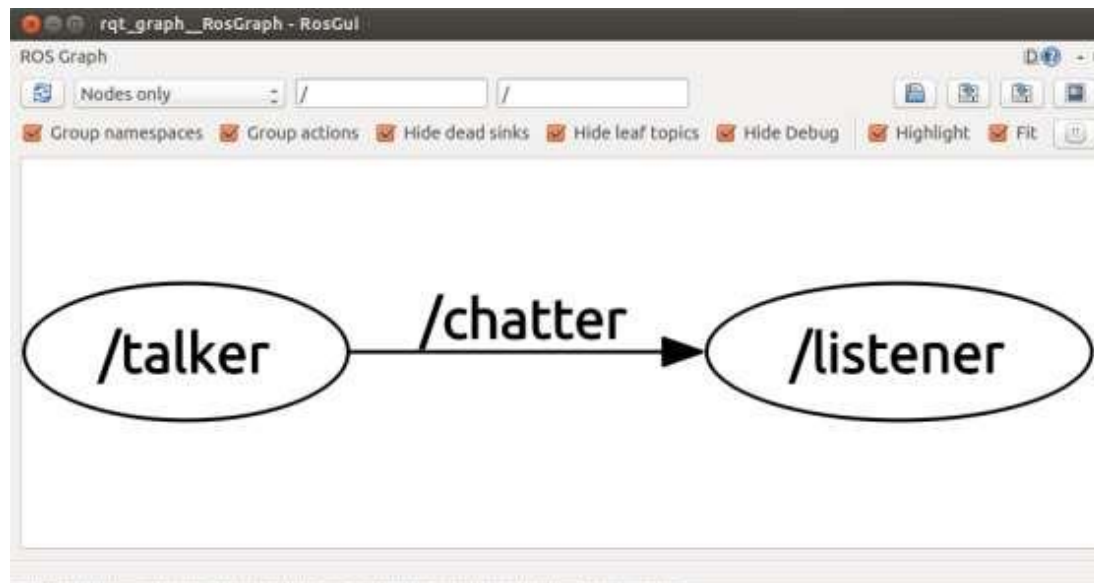 rqt_graph__RosGraph - RosGui
ROS Graph
D
Nodes only / /
Group namespaces Group actions Hide dead sinks Hide leaf topics Hide Debug Highlight Fit
/talker /chatter /listener